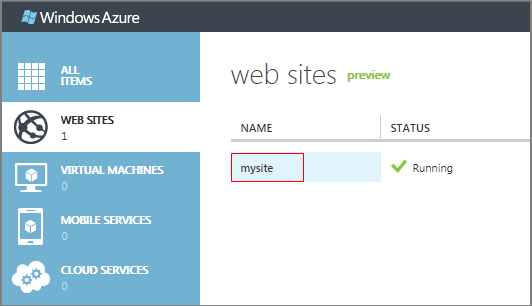 Windows Azure
ALL
ITEMS
WEB SITES
1
VIRTUAL MACHINES
0
MOBILE SERVICES
0
CLOUD SERVICES
0
web sites preview
NAME STATUS
mysite Running